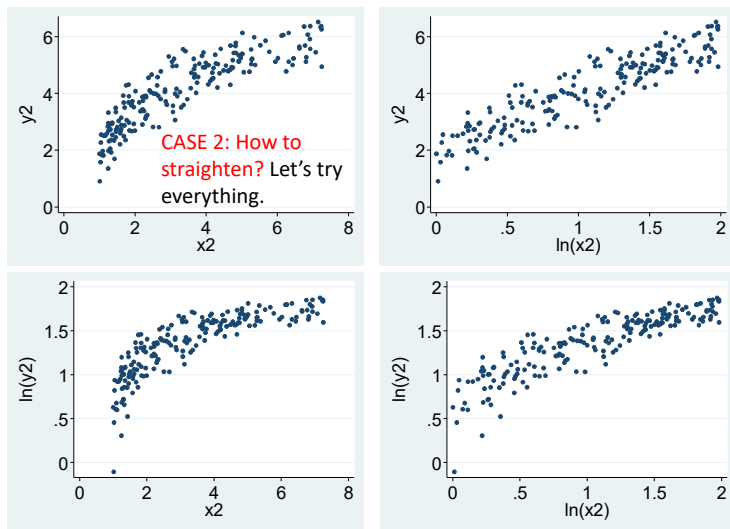 6
4
2
0
y2
CASE 2: How to
straighten? Let's try
everything.
0 2 4 6 8
x2
6
4
2
0
y2
0 .5 1 1.5 2
ln(x2)
2
1.5
1
.5
0
ln(y2)
0 2 4 6 8
x2
2
1.5
1
.5
0
ln(y2)
0 .5 1 1.5 2
ln(x2)